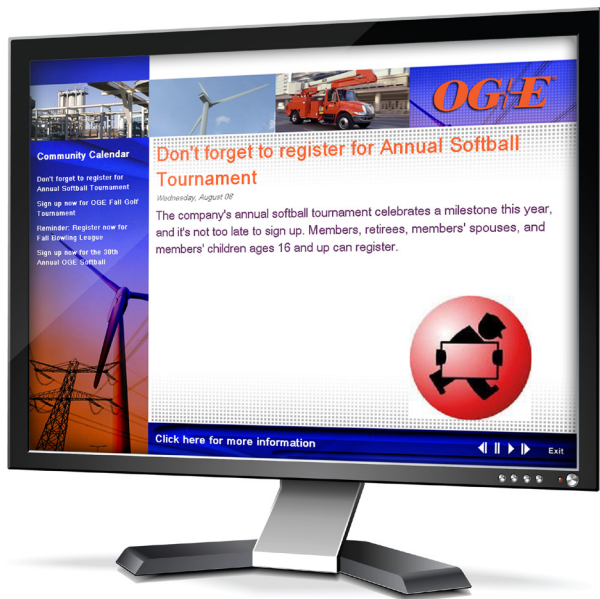 OG/E
Community Calendar
Don't forget to register for
Annual Softball Tournament
Sign up now for OGE Fall Golf
Tournament
Reminder: Register now for
Fall Bowling League
Sign up now for the 30th
Annual OGE Softball
Don't forget to register for Annual Softball
Tournament
Wednesday, August 06
The company's annual softball tournament celebrates a milestone this year,
and it's not too late to sign up. Members, retirees, members' spouses, and
members' children ages 16 and up can register.
Click here for more information
Exit